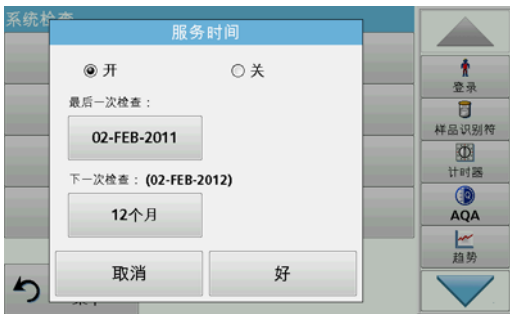 系统检查
服务时间
开
关
最后一次检查：
02-FEB-2011
下一次检查：(02-FEB-2012)
12个月
取消
好
登录
样品识别符
计时器
AQA
趋势